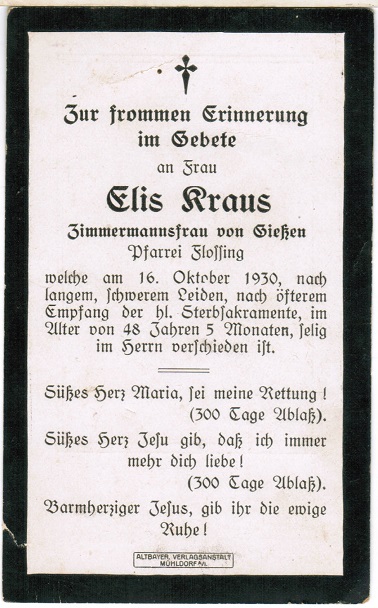 Zur frommen Erinnerung
im Gebete
an Frau
Elis Kraus
Zimmermannsfrau von Gießen
Pfarrei Flossing
welche am 16. Oktober 1930, nach
langem, schwerem Leiden, nach öfterem
Empfang der hl. Sterbsakramente, im
Alter von 48 Jahren 5 Monaten, selig
im Herrn verschieden ist.
Süßes Herz Maria, sei meine Rettung!
(300 Tage Ablaß).
Süßes Herz Jesu gib, daß ich immer
mehr dich liebe!
(300 Tage Ablaß).
Barmherziger Jesus, gib ihr die ewige
Ruhe!
ALTBAYER. VERLAGSANSTALT
MÜHLDORF a/I.